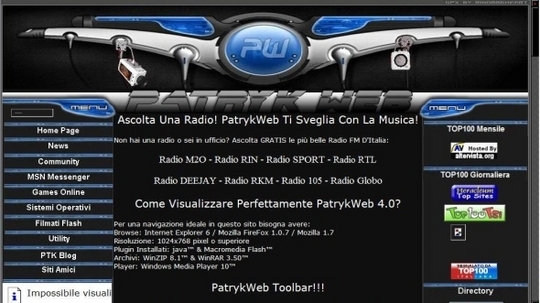 PW
PATRYK WEB
MENU
Home Page
News
Community
MSN Messenger
Games Online
Sistemi Operativi
Filmati Flash
Utility
PTK Blog
Siti Amici
Impossibile visuali
Ascolta Una Radio! PatrykWeb Ti Sveglia Con La Musica!
Non hai una radio o sei in ufficio? Ascolta GRATIS le più belle Radio FM D'Italia:
Radio M2O - Radio RIN - Radio SPORT - Radio RTL
Radio DEEJAY - Radio RKM - Radio 105 - Radio Globo
Come Visualizzare Perfettamente PatrykWeb 4.0?
Per una navigazione ideale in questo sito bisogna avere:
Browse: Internet Explorer 6 / Mozilla FireFox 1.0.7 / Mozilla 1.7
Risoluzione: 1024x768 pixel o superiore
Plugin Installati: java™ & Macromedia Flash™
Archivi: WinZIP 8.1™ & WinRAR 3.50™
Player: Windows Media Player 10™
PatrykWeb Toolbar!!!
MENU
TOP100 Mensile
AV Hosted By
altervista.org
TOP100 Giornaliera
Top Sites
Top100
TOP100
Directory